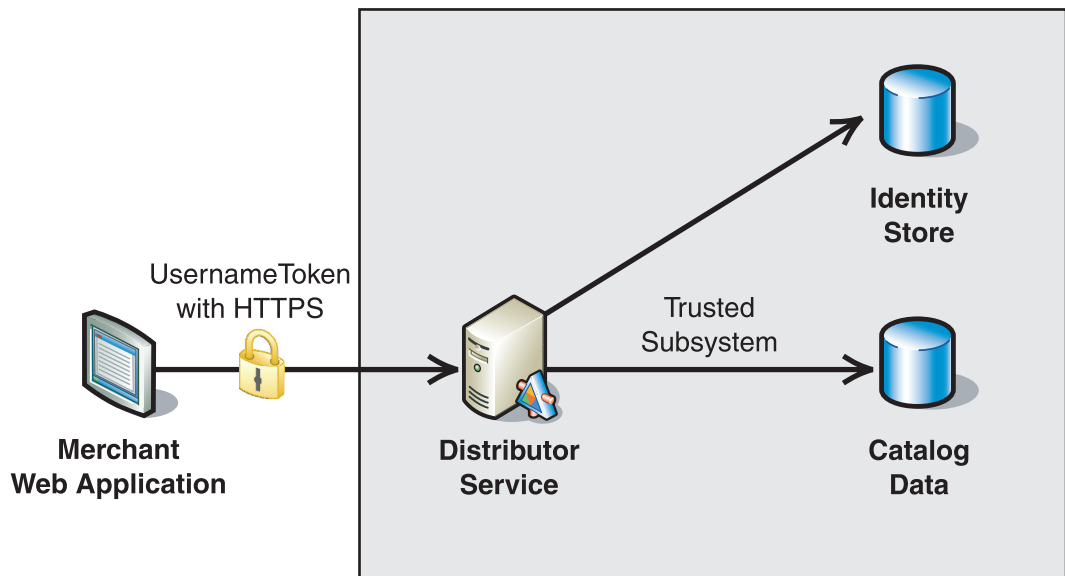 UsernameToken
with HTTPS
Merchant
Web Application
Distributor
Service
Trusted
Subsystem
Identity
Store
Catalog
Data